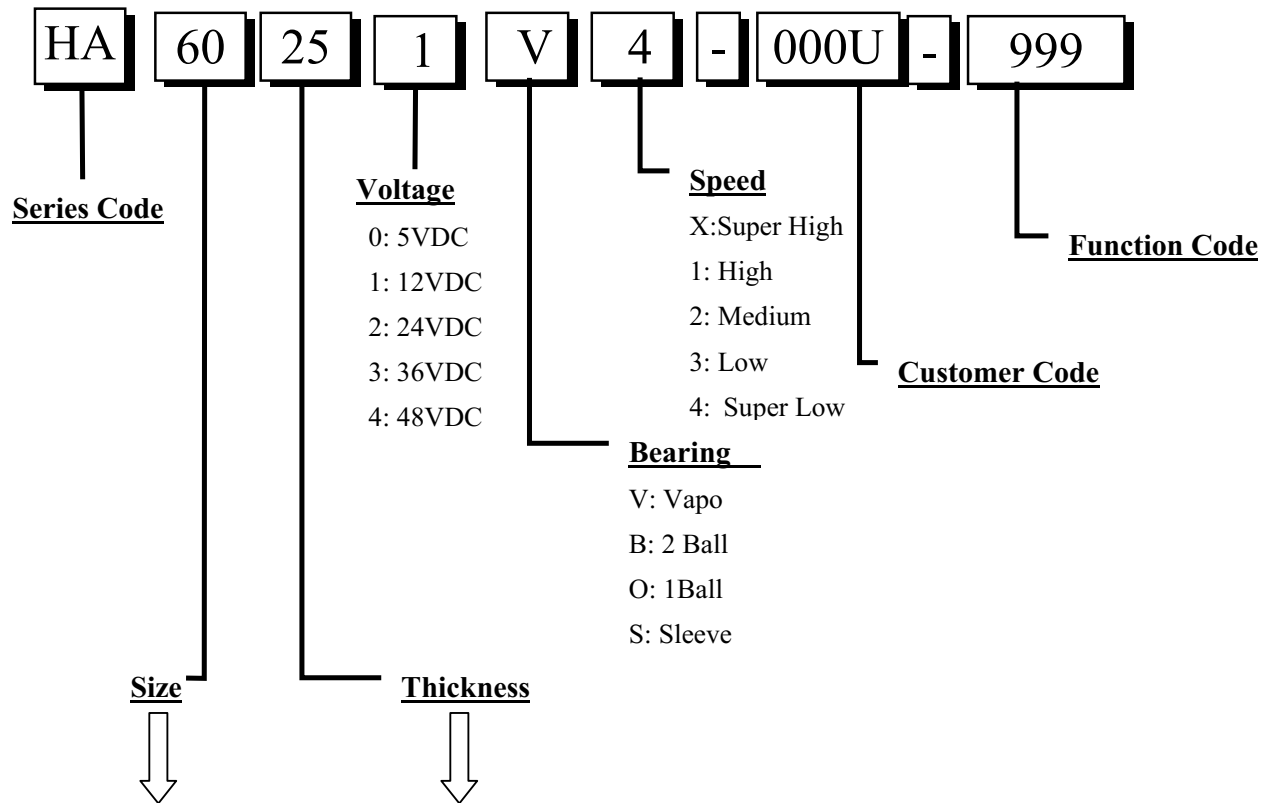 HA 60 25 1 V 4 - 000U - 999
Series Code
Voltage
0: 5VDC
1: 12VDC
2: 24VDC
3: 36VDC
4: 48VDC
Speed
X:Super High
1: High
2: Medium
3: Low
4: Super Low
Function Code
Customer Code
Bearing
V: Vapo
B: 2 Ball
O: 1Ball
S: Sleeve
Size
Thickness